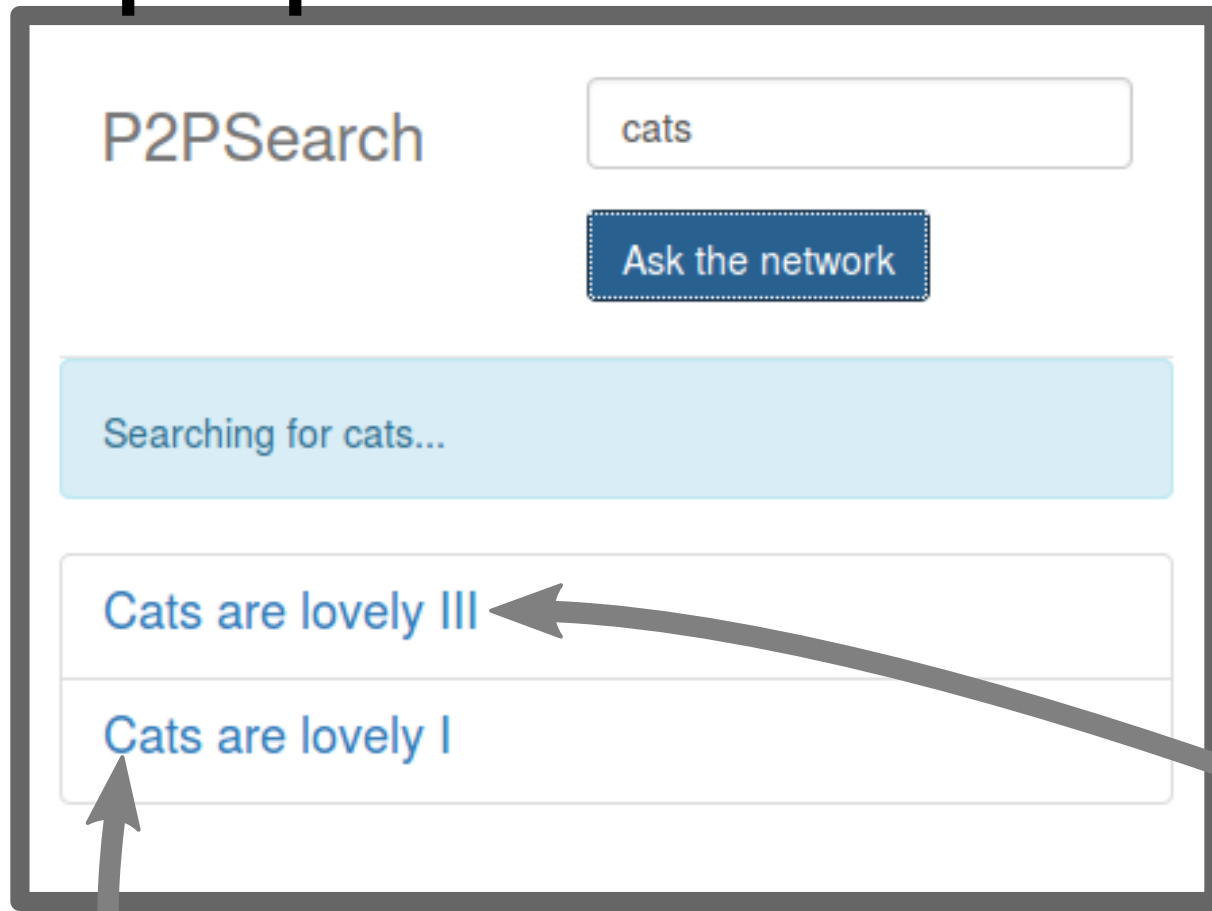 P2PSearch
cats
Ask the network
Searching for cats...
Cats are lovely III
Cats are lovely I